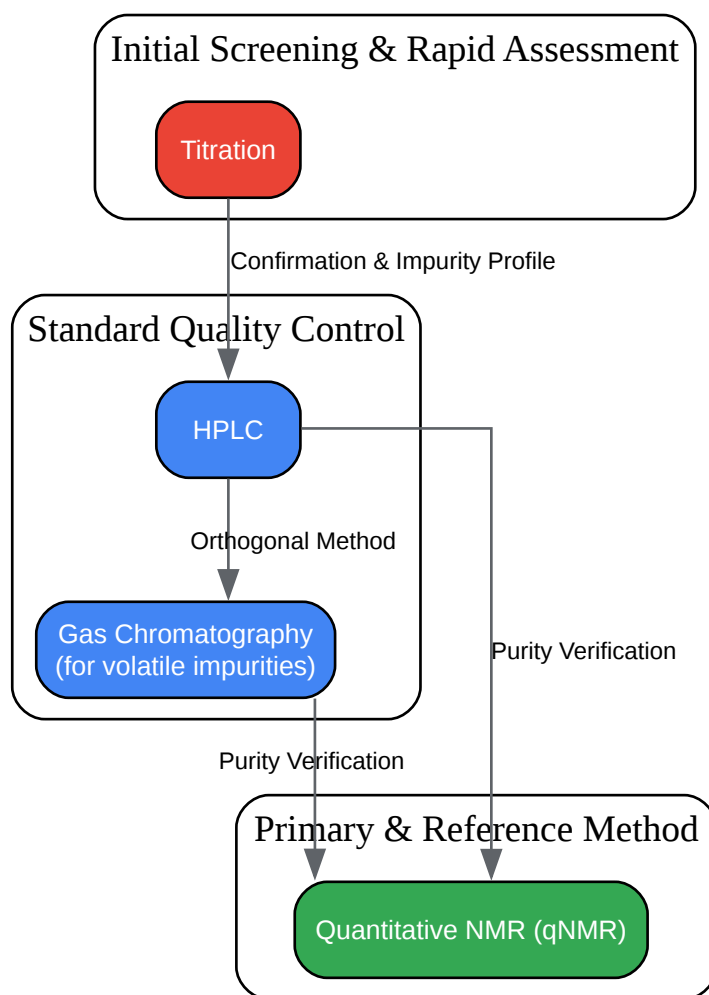 Initial Screening & Rapid Assessment
Titration
Confirmation & Impurity Profile
Standard Quality Control
HPLC
Orthogonal Method
Gas Chromatography
(for volatile impurities)
Purity Verification
Purity Verification
Primary & Reference Method
Quantitative NMR (qNMR)